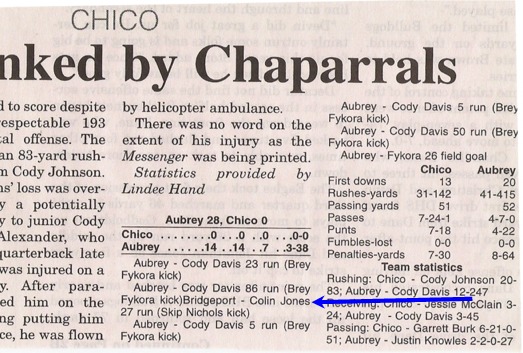 CHICO
nked by Chaparrals
d to score despite
respectable 193
tal offense. The
an 83-yard rush-
m Cody Johnson.
ns' loss was over-
y a potentially
y to junior Cody
Alexander, who
quarterback late
was injured on a
y. After para-
ed him on the
ng putting him
ce, he was flown
by helicopter ambulance.
There was no word on the
extent of his injury as the
Messenger was being printed.
Statistics provided by
Lindee Hand
Aubrey 28, Chico 0
Chico ........0 ..0 ..0 ..0-0
Aubrey ......14 ..14 ..7 ..3-38
Aubrey - Cody Davis 23 run (Brey
Fykora kick)
Aubrey - Cody Davis 86 run (Brey
Fykora kick)Bridgeport - Colin Jones
27 run (Skip Nichols kick)
Aubrey - Cody Davis 5 run (Brey
Fykora kick)
Aubrey - Cody Davis 5 run (Brey
Fykora kick)
Aubrey - Cody Davis 50 run (Brey
Fykora kick)
Aubrey - Fykora 26 field goal
Chico Aubrey
First downs 13 20
Rushes-yards 31-142 41-415
Passing yards 51 52
Passes 7-24-1 4-7-0
Punts 7-18 4-22
Fumbles-lost 0-0 0-0
Penalties-yards 7-30 8-64
Team statistics
Rushing: Chico - Cody Johnson 20-
83; Aubrey - Cody Davis 12-247
Receiving: Chico - Jessie McClain 3-
24; Aubrey - Cody Davis 3-45
Passing: Chico - Garrett Burk 6-21-0-
51; Aubrey - Justin Knowles 2-2-0-27